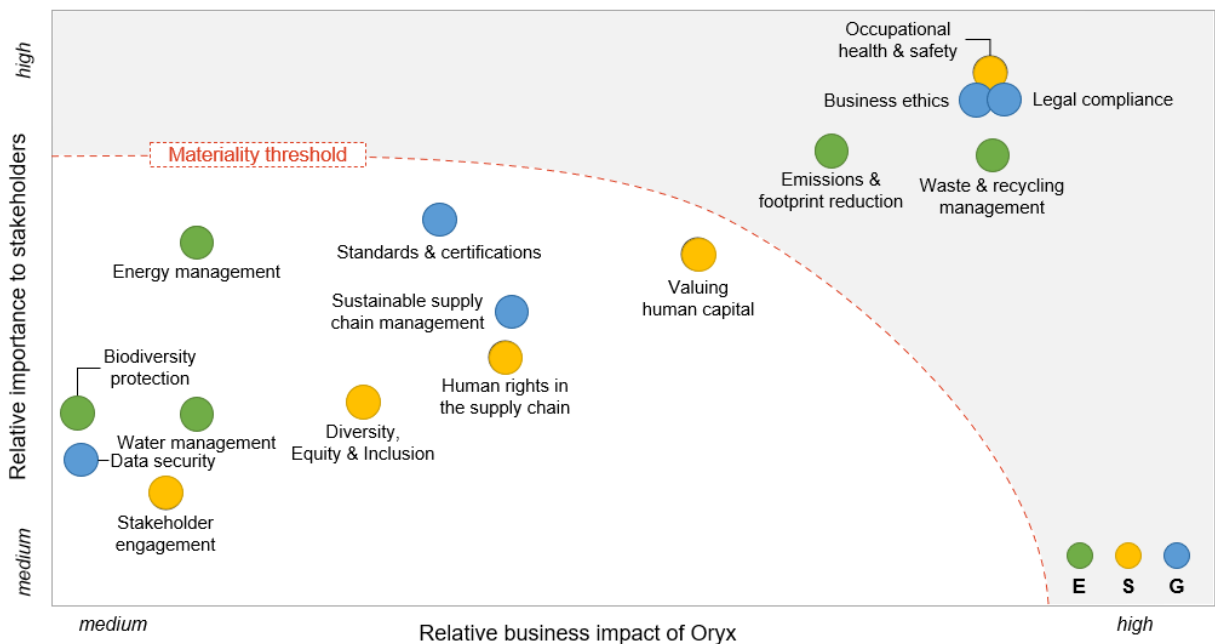 high
Relative importance to stakeholders
medium
Occupational
health & safety
Business ethics
Legal compliance
Materiality threshold
Emissions &
footprint reduction
Waste & recycling
management
Standards & certifications
Energy management
Valuing
human capital
Sustainable supply
chain management
Biodiversity
protection
Human rights in
the supply chain
Water management
Diversity,
Equity & Inclusion
Data security
Stakeholder
engagement
E S G
medium
Relative business impact of Oryx
high